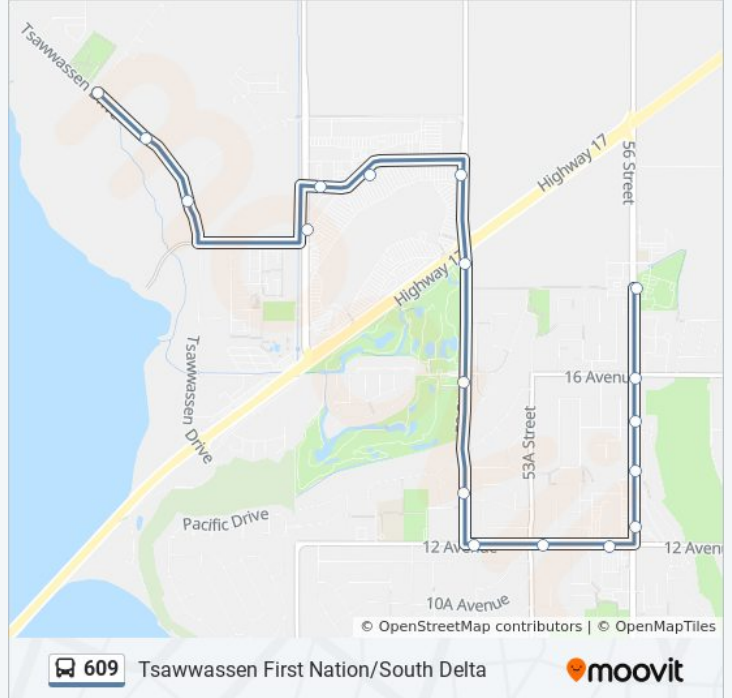 Tsawwassen Drive
Highway 17
56 Street
Highway 17
Tsawwassen Drive
16 Avenue
53A Street
Pacific Drive
12 Avenue
12 Aven
10A Avenue
© OpenStreetMap contributors | © OpenMapTiles
609 Tsawwassen First Nation/South Delta
moovit